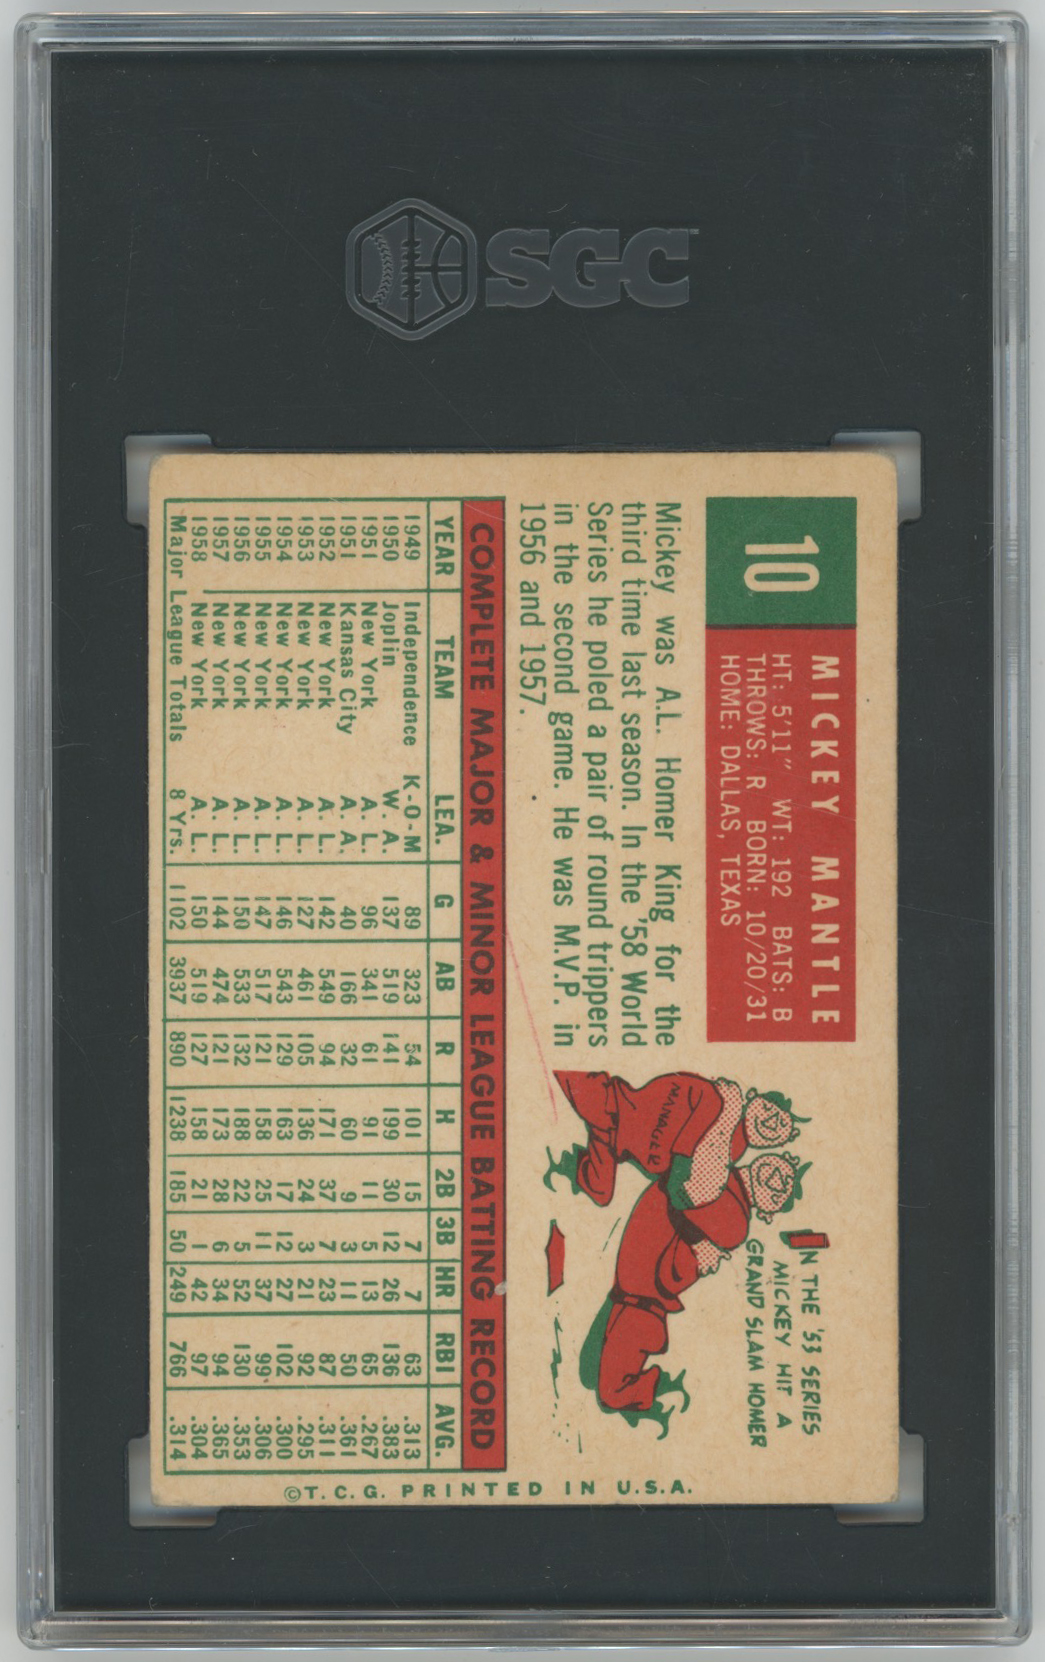 SGC
10
MICKEY MANTLE
HT: 5'11" WT: 192 BATS: B
THROWS: R BORN: 10/20/31
HOME: DALLAS, TEXAS
Mickey was A.L. Homer King for the
third time last season. In the '58 World
Series he poled a pair of round trippers
in the second game. He was M.V.P. in
1956 and 1957.
MANAGER
IN THE '53 SERIES
MICKEY HIT A
GRAND SLAM HOMER
COMPLETE MAJOR & MINOR LEAGUE BATTING RECORD
YEAR TEAM LEA. G AB R H 2B 3B HR RBI AVG.
1949 Independence K-O-M 89 323 54 101 15 7 7 63 .313
1950 Joplin W. A. 137 519 141 199 30 12 26 136 .383
1951 New York A. L. 96 341 61 91 11 5 13 65 .267
1951 Kansas City A. A. 40 166 32 60 9 3 11 50 .361
1952 New York A. L. 142 549 94 171 37 7 23 87 .311
1953 New York A. L. 127 461 105 136 24 3 21 92 .295
1954 New York A. L. 146 543 129 163 17 12 27 102 .300
1955 New York A. L. 147 517 121 158 25 11 37 99 .306
1956 New York A. L. 150 533 132 188 22 5 52 130 .353
1957 New York A. L. 144 474 121 173 28 6 34 94 .365
1958 New York A. L. 150 519 127 158 21 1 42 97 .304
Major League Totals 8 Yrs. 1102 3937 890 1238 185 50 249 766 .314
©T.C.G. PRINTED IN U.S.A.